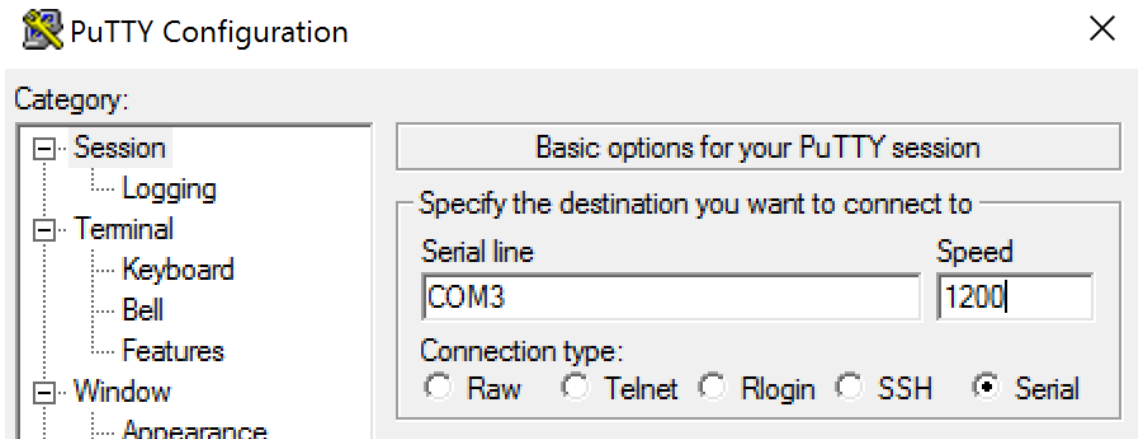 PuTTY Configuration
Category:
Session
Logging
Terminal
Keyboard
Bell
Features
Window
Appearance
Basic options for your PuTTY session
Specify the destination you want to connect to
Serial line Speed
COM3 1200
Connection type:
Raw Telnet Rlogin SSH Serial